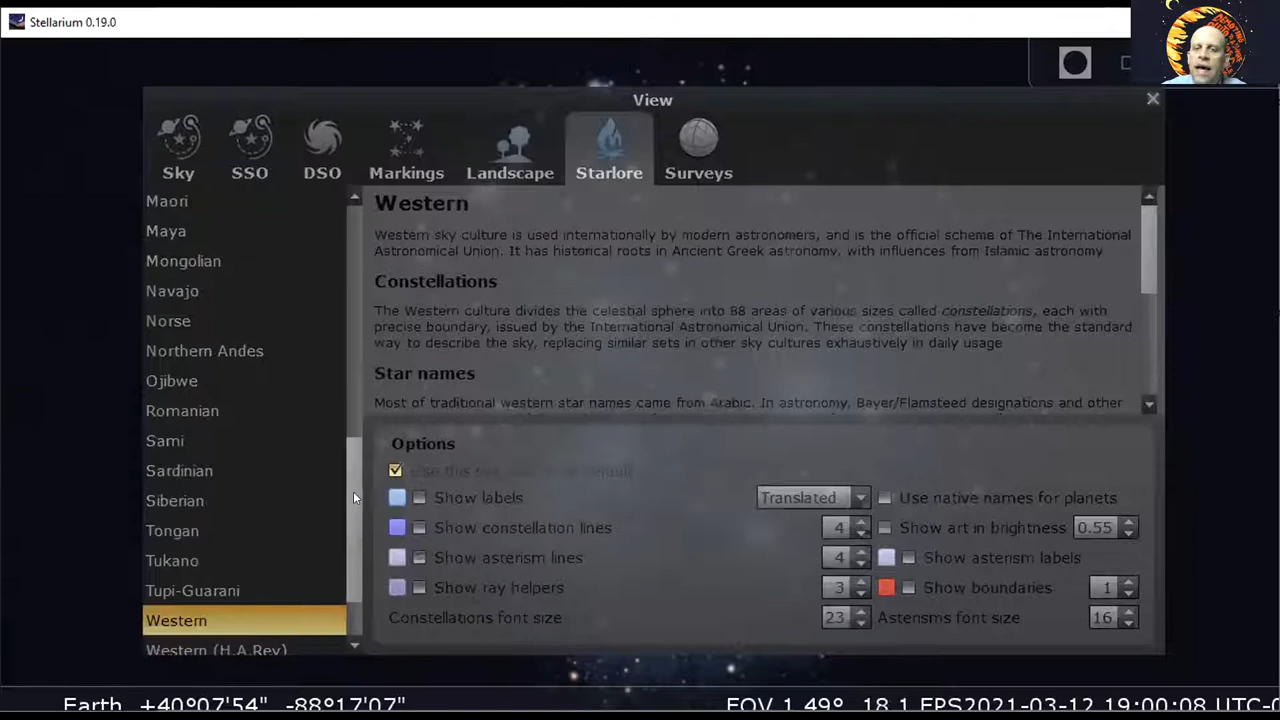 Stellarium 0.19.0
View
Sky SSO DSO Markings Landscape Starlore Surveys
Maori
Maya
Mongolian
Navajo
Norse
Northern Andes
Ojibwe
Romanian
Sami
Sardinian
Siberian
Tongan
Tukano
Tupi-Guarani
Western
Western (H.A.Rey)
Western
Western sky culture is used internationally by modern astronomers, and is the official scheme of The International
Astronomical Union. It has historical roots in Ancient Greek astronomy, with influences from Islamic astronomy
Constellations
The Western culture divides the celestial sphere into 88 areas of various sizes called constellations, each with
precise boundary, issued by the International Astronomical Union. These constellations have become the standard
way to describe the sky, replacing similar sets in other sky cultures exhaustively in daily usage
Star names
Most of traditional western star names came from Arabic. In astronomy, Bayer/Flamsteed designations and other
Options
Show labels Translated Use native names for planets
Show constellation lines 4 Show art in brightness 0.55
Show asterism lines 4 Show asterism labels
Show ray helpers 3 Show boundaries 1
Constellations font size 23 Asterisms font size 16
Earth +40°07'54" -88°17'07" FOV 1.49° 18.1 FPS 2021-03-12 19:00:08